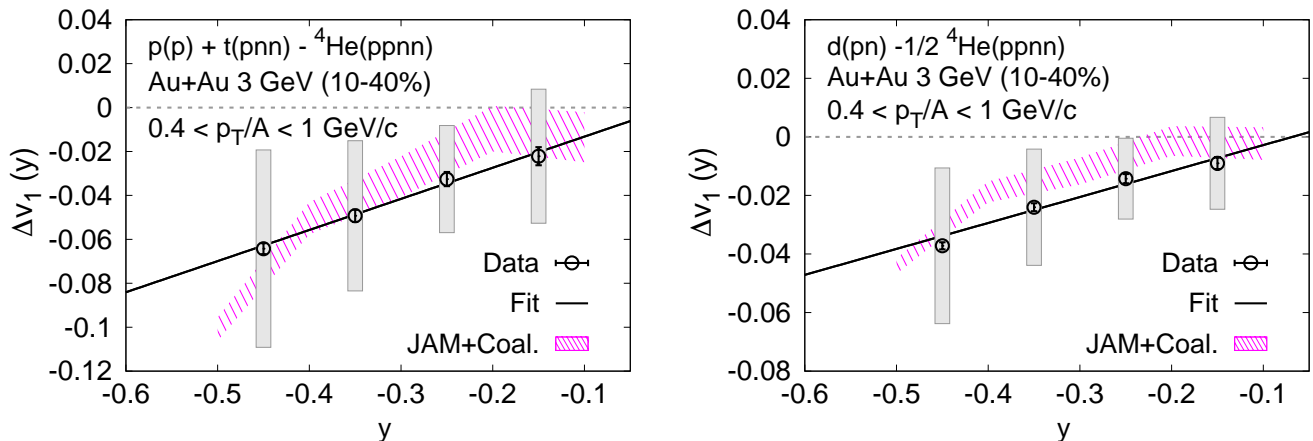 0.04
0.02
0
-0.02
-0.04
-0.06
-0.08
-0.1
-0.12
Δv1 (y)
p(p) + t(pnn) - 4He(ppnn)
Au+Au 3 GeV (10-40%)
0.4 < pT/A < 1 GeV/c
Data
Fit
JAM+Coal.
-0.6 -0.5 -0.4 -0.3 -0.2 -0.1
y
0.04
0.02
0
-0.02
-0.04
-0.06
-0.08
Δv1 (y)
d(pn) -1/2 4He(ppnn)
Au+Au 3 GeV (10-40%)
0.4 < pT/A < 1 GeV/c
Data
Fit
JAM+Coal.
-0.6 -0.5 -0.4 -0.3 -0.2 -0.1
y